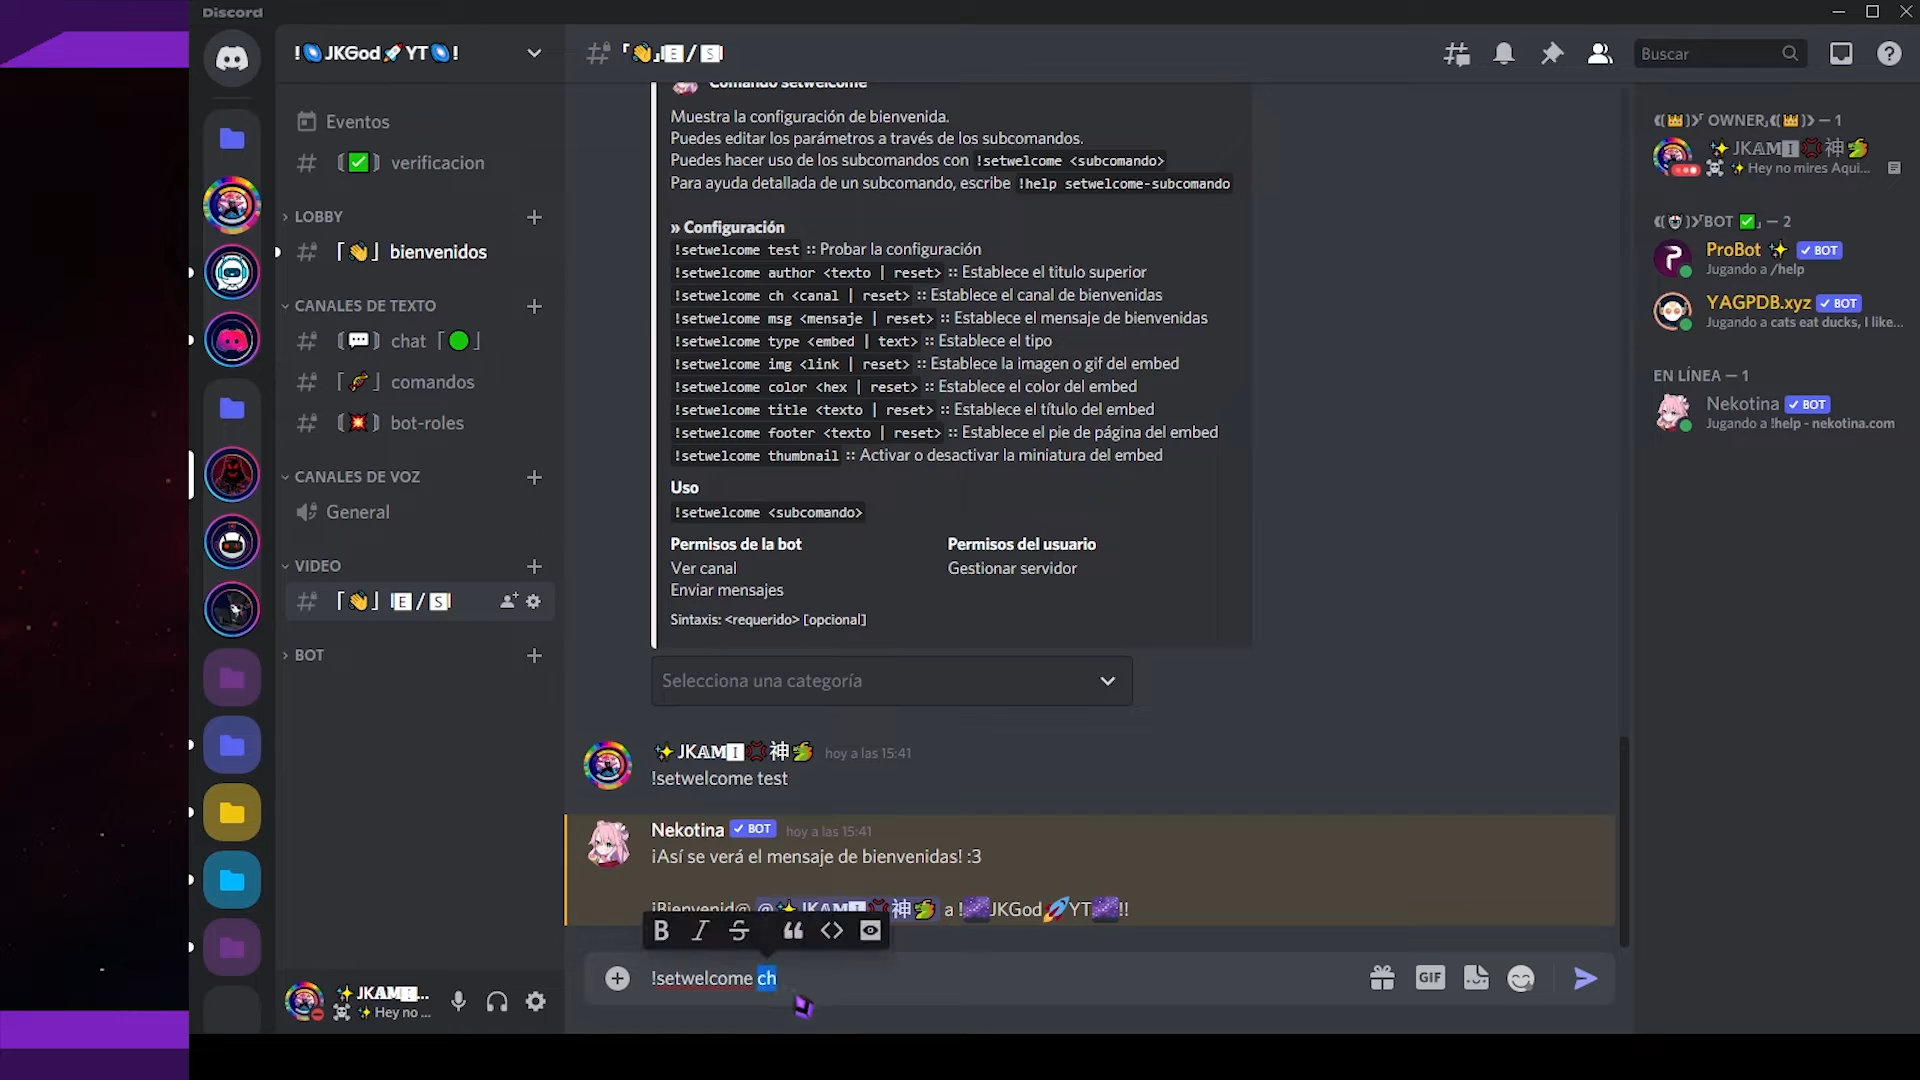 Discord
! JKGod🚀YT !
「👋」🄴/🅂
Buscar
Eventos
verificacion
LOBBY
「👋」 bienvenidos
CANALES DE TEXTO
chat
comandos
bot-roles
CANALES DE VOZ
General
VIDEO
「👋」 🄴/🅂
BOT
Comando setwelcome
Muestra la configuración de bienvenida.
Puedes editar los parámetros a través de los subcomandos.
Puedes hacer uso de los subcomandos con !setwelcome <subcomando>
Para ayuda detallada de un subcomando, escribe !help setwelcome-subcomando
» Configuración
!setwelcome test :: Probar la configuración
!setwelcome author <texto | reset> :: Establece el titulo superior
!setwelcome ch <canal | reset> :: Establece el canal de bienvenidas
!setwelcome msg <mensaje | reset> :: Establece el mensaje de bienvenidas
!setwelcome type <embed | text> :: Establece el tipo
!setwelcome img <link | reset> :: Establece la imagen o gif del embed
!setwelcome color <hex | reset> :: Establece el color del embed
!setwelcome title <texto | reset> :: Establece el título del embed
!setwelcome footer <texto | reset> :: Establece el pie de página del embed
!setwelcome thumbnail :: Activar o desactivar la miniatura del embed
Uso
!setwelcome <subcomando>
Permisos de la bot
Ver canal
Enviar mensajes
Permisos del usuario
Gestionar servidor
Sintaxis: <requerido> [opcional]
Selecciona una categoría
✨JKAMI💢神🐲 hoy a las 15:41
!setwelcome test
Nekotina ✓ BOT hoy a las 15:41
¡Así se verá el mensaje de bienvenidas! :3
¡Bienvenid@ @✨JKAMI💢神🐲 a !🌌JKGod🚀YT🌌!!
!setwelcome ch
GIF
✨JKAMI...
☠✨Hey no ...
OWNER — 1
✨JKAMI💢神🐲
☠✨Hey no mires Aqui...
BOT ✅ — 2
ProBot ✨ ✓ BOT
Jugando a /help
YAGPDB.xyz ✓ BOT
Jugando a cats eat ducks, I like...
EN LÍNEA — 1
Nekotina ✓ BOT
Jugando a !help - nekotina.com